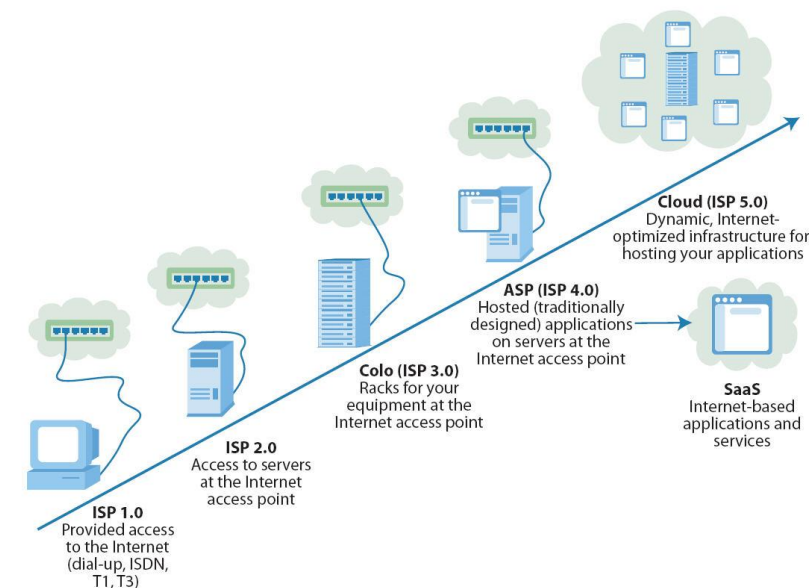 ISP 1.0
Provided access
to the Internet
(dial-up, ISDN,
T1, T3)
ISP 2.0
Access to servers
at the Internet
access point
Colo (ISP 3.0)
Racks for your
equipment at the
Internet access point
ASP (ISP 4.0)
Hosted (traditionally
designed) applications
on servers at the
Internet access point
Cloud (ISP 5.0)
Dynamic, Internet-
optimized infrastructure for
hosting your applications
SaaS
Internet-based
applications and
services